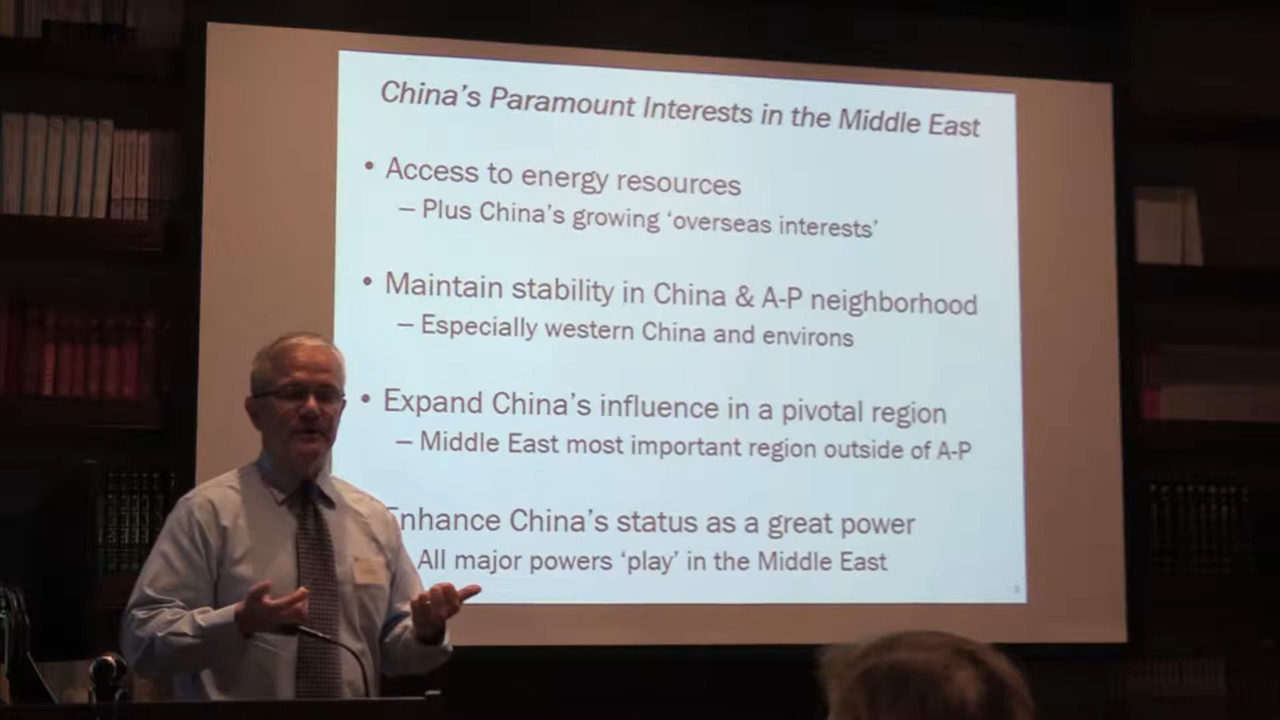 China's Paramount Interests in the Middle East
• Access to energy resources
– Plus China's growing 'overseas interests'
• Maintain stability in China & A-P neighborhood
– Especially western China and environs
• Expand China's influence in a pivotal region
– Middle East most important region outside of A-P
Enhance China's status as a great power
All major powers 'play' in the Middle East